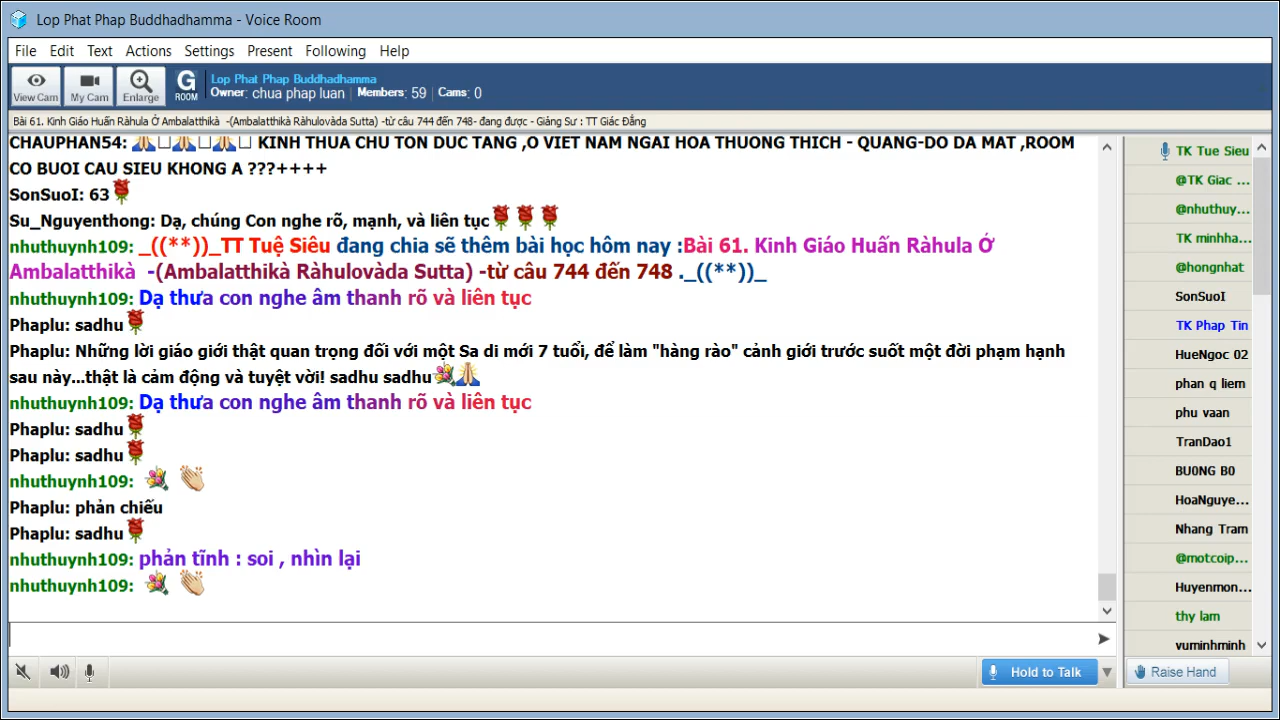 Lop Phat Phap Buddhadhamma - Voice Room
File Edit Text Actions Settings Present Following Help
View Cam My Cam Enlarge G ROOM
Lop Phat Phap Buddhadhamma
Owner: chua phap luan Members: 59 Cams: 0
Bài 61. Kinh Giáo Huấn Ràhula Ở Ambalatthikà -(Ambalatthikà Ràhulovàda Sutta) -từ câu 744 đến 748- đang được - Giảng Sư : TT Giác Đẳng
CHAUPHAN54: 🙏□🙏□🙏□ KINH THUA CHU TON DUC TANG ,O VIET NAM NGAI HOA THUONG THICH - QUANG-DO DA MAT ,ROOM
CO BUOI CAU SIEU KHONG A ???++++
SonSuoI: 63🌹
Su_Nguyenthong: Dạ, chúng Con nghe rõ, mạnh, và liên tục🌹🌹🌹
nhuthuynh109: _((**))_TT Tuệ Siêu đang chia sẽ thêm bài học hôm nay :Bài 61. Kinh Giáo Huấn Ràhula Ở
Ambalatthikà -(Ambalatthikà Ràhulovàda Sutta) -từ câu 744 đến 748 ._((**))_
nhuthuynh109: Dạ thưa con nghe âm thanh rõ và liên tục
Phaplu: sadhu🌹
Phaplu: Những lời giáo giới thật quan trọng đối với một Sa di mới 7 tuổi, để làm "hàng rào" cảnh giới trước suốt một đời phạm hạnh
sau này...thật là cảm động và tuyệt vời! sadhu sadhu💐🙏
nhuthuynh109: Dạ thưa con nghe âm thanh rõ và liên tục
Phaplu: sadhu🌹
Phaplu: sadhu🌹
nhuthuynh109: 💐 👏
Phaplu: phản chiếu
Phaplu: sadhu🌹
nhuthuynh109: phản tĩnh : soi , nhìn lại
nhuthuynh109: 💐 👏
TK Tue Sieu
@TK Giac ...
@nhuthuy...
TK minhha...
@hongnhat
SonSuoI
TK Phap Tin
HueNgoc 02
phan q liem
phu vaan
TranDao1
BU0NG B0
HoaNguye...
Nhang Tram
@motcoip...
Huyenmon...
thy lam
vuminhminh
Hold to Talk
Raise Hand